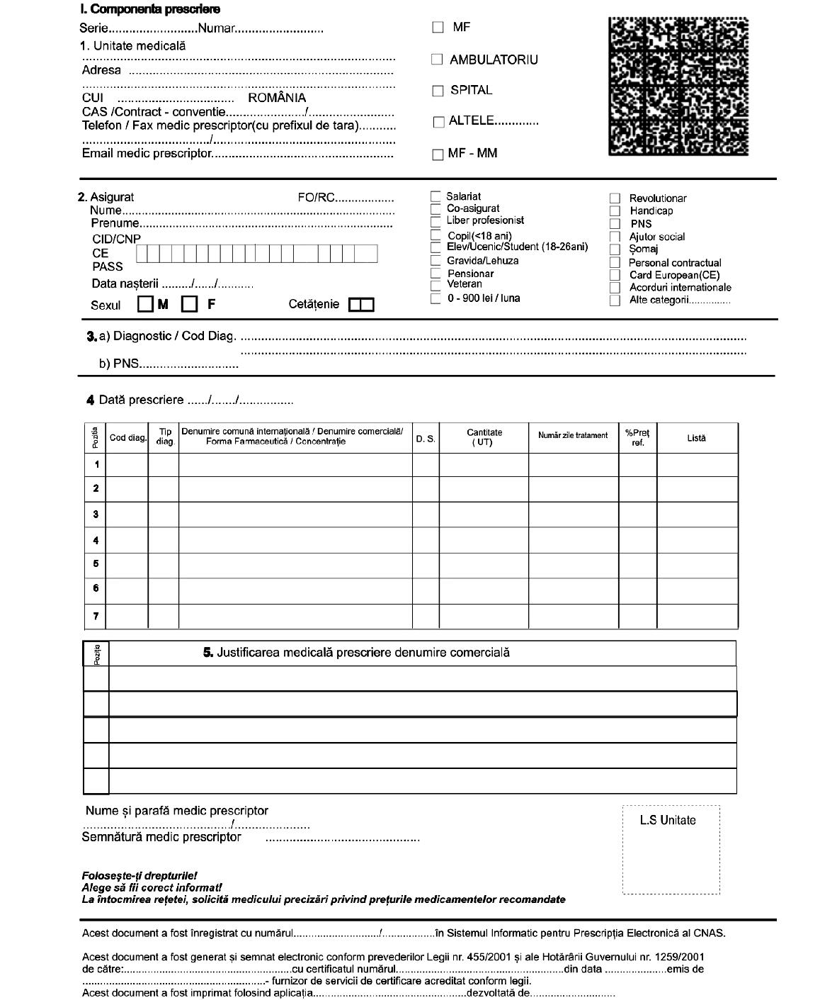 I. Componenta prescriere
Serie..........................Numar..........................
1. Unitate medicală
..........................................................................................
Adresa ............................................................................
..........................................................................................
CUI .................................. ROMÂNIA
CAS /Contract - conventie......................./.........................
Telefon / Fax medic prescriptor(cu prefixul de tara)...........
...................................../.....................................................
Email medic prescriptor.....................................................
MF
AMBULATORIU
SPITAL
ALTELE.............
MF - MM
2. Asigurat FO/RC..................
Nume...................................................................................
Prenume.............................................................................
CID/CNP
CE
PASS
Data nașterii ........./....../...........
Sexul M F Cetățenie
Salariat
Co-asigurat
Liber profesionist
Copil(<18 ani)
Elev/Ucenic/Student (18-26ani)
Gravida/Lehuza
Pensionar
Veteran
0 - 900 lei / luna
Revolutionar
Handicap
PNS
Ajutor social
Șomaj
Personal contractual
Card European(CE)
Acorduri internationale
Alte categorii..............
3. a) Diagnostic / Cod Diag. ....................................................................................................
....................................................................................................
b) PNS.............................
4 Dată prescriere ....../......./................
Pozitia Cod diag. Tip diag. Denumire comună internațională / Denumire comercială/ Forma Farmaceutică / Concentrație D. S. Cantitate ( UT) Număr zile tratament %Preț ref. Listă
1
2
3
4
5
6
7
Poziția 5. Justificarea medicală prescriere denumire comercială
Nume și parafă medic prescriptor
.........................................../......................
Semnătură medic prescriptor .............................................
L.S Unitate
Folosește-ți drepturile!
Alege să fii corect informat!
La întocmirea rețetei, solicită medicului precizări privind prețurile medicamentelor recomandate
Acest document a fost înregistrat cu numărul............................./..................în Sistemul Informatic pentru Prescripția Electronică al CNAS.
Acest document a fost generat și semnat electronic conform prevederilor Legii nr. 455/2001 și ale Hotărârii Guvernului nr. 1259/2001
de către:.........................................................cu certificatul numărul.........................................................din data .....................emis de
..............................................................- furnizor de servicii de certificare acreditat conform legii.
Acest document a fost imprimat folosind aplicația....................................................dezvoltată de.............................